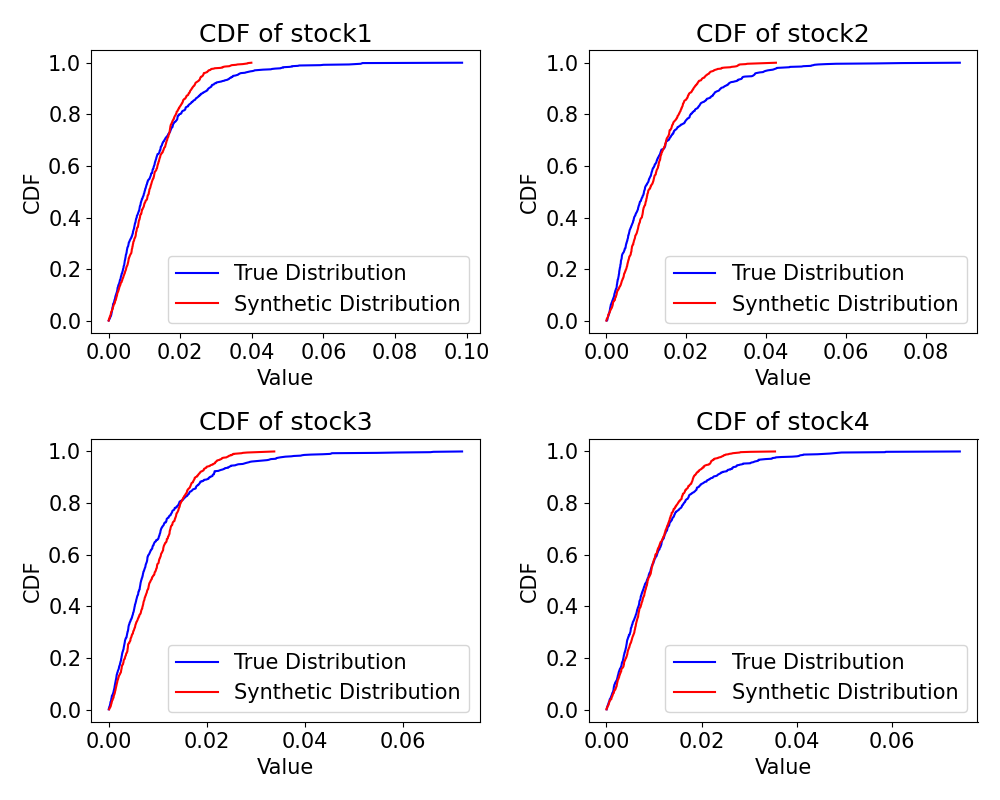 CDF of stock1
1.0
0.8
0.6
0.4
0.2
0.0
CDF
True Distribution
Synthetic Distribution
0.00 0.02 0.04 0.06 0.08 0.10
Value
CDF of stock2
1.0
0.8
0.6
0.4
0.2
0.0
CDF
True Distribution
Synthetic Distribution
0.00 0.02 0.04 0.06 0.08
Value
CDF of stock3
1.0
0.8
0.6
0.4
0.2
0.0
CDF
True Distribution
Synthetic Distribution
0.00 0.02 0.04 0.06
Value
CDF of stock4
1.0
0.8
0.6
0.4
0.2
0.0
CDF
True Distribution
Synthetic Distribution
0.00 0.02 0.04 0.06
Value